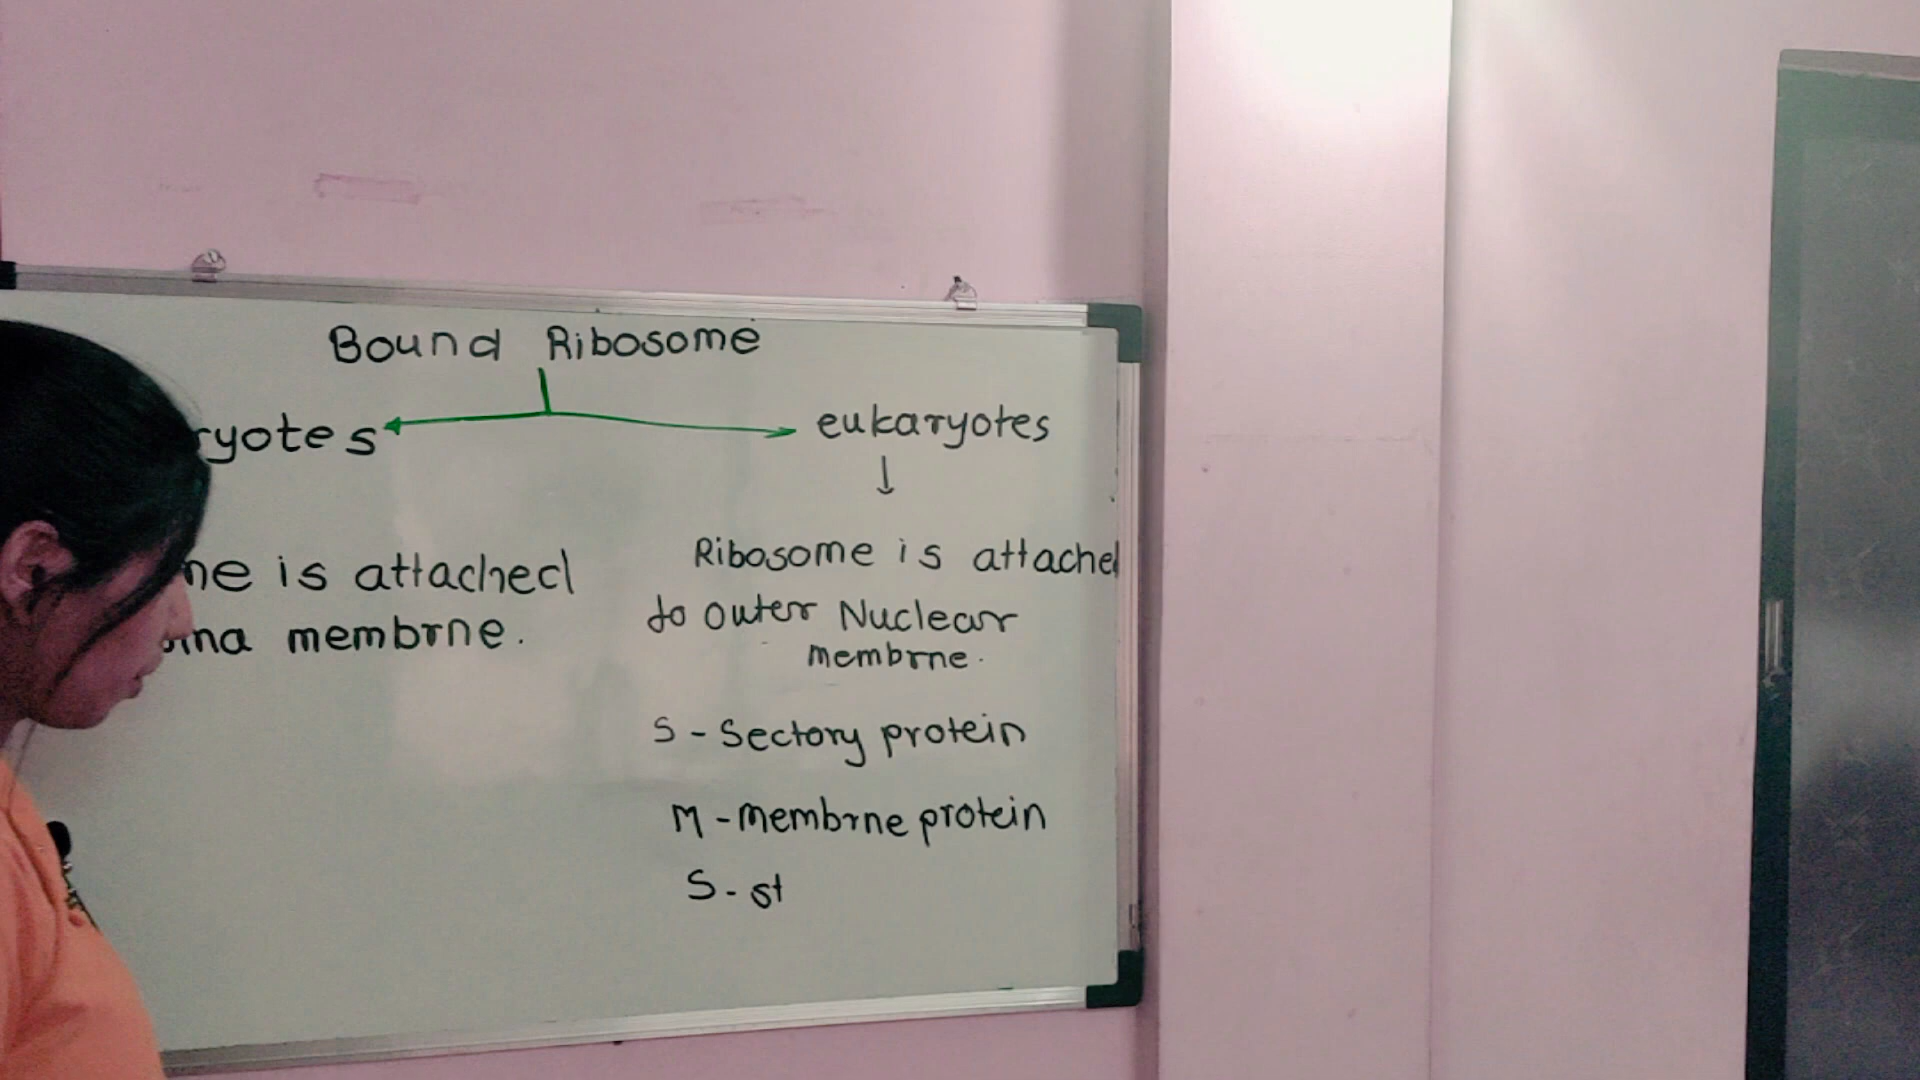 Bound Ribosome
ryotes
eukaryotes
ne is attached
ma membrne.
Ribosome is attached
to outer Nuclear
membrne.
S - Sectory protein
M - membrne protein
S - st